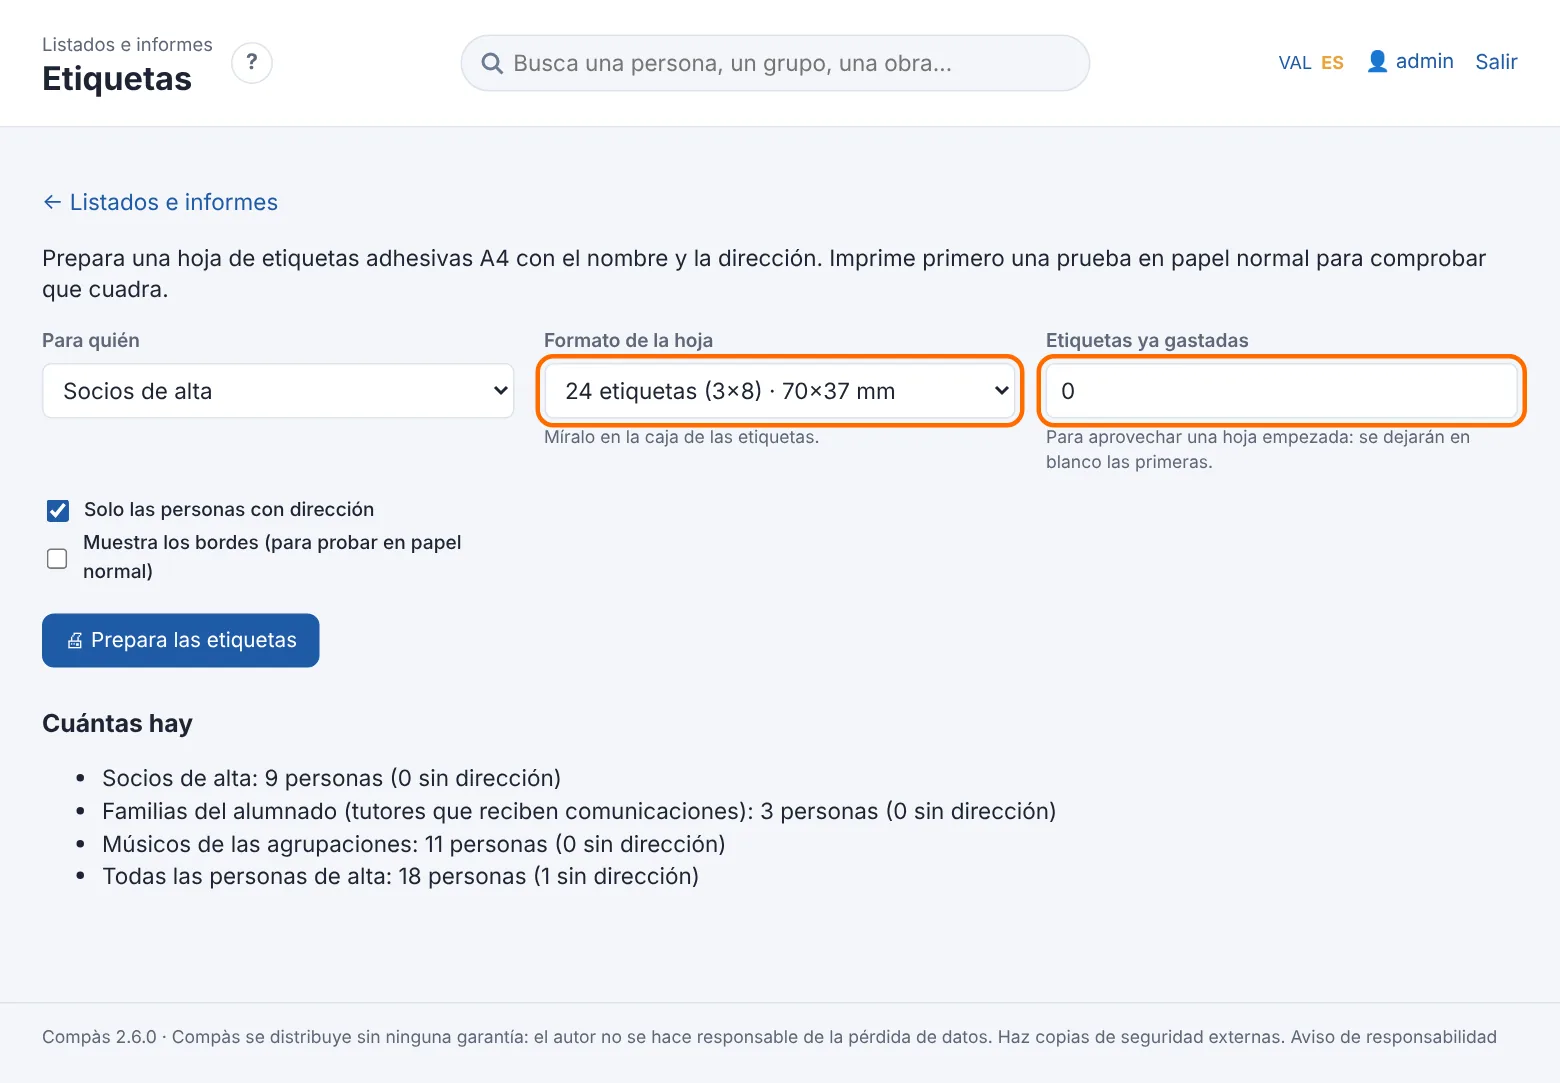 Listados e informes
Etiquetas
?
Busca una persona, un grupo, una obra...
VAL ES
admin
Salir
← Listados e informes
Prepara una hoja de etiquetas adhesivas A4 con el nombre y la dirección. Imprime primero una prueba en papel normal para comprobar
que cuadra.
Para quién
Socios de alta
Formato de la hoja
24 etiquetas (3×8) · 70×37 mm
Míralo en la caja de las etiquetas.
Etiquetas ya gastadas
0
Para aprovechar una hoja empezada: se dejarán en
blanco las primeras.
Solo las personas con dirección
Muestra los bordes (para probar en papel
normal)
Prepara las etiquetas
Cuántas hay
• Socios de alta: 9 personas (0 sin dirección)
• Familias del alumnado (tutores que reciben comunicaciones): 3 personas (0 sin dirección)
• Músicos de las agrupaciones: 11 personas (0 sin dirección)
• Todas las personas de alta: 18 personas (1 sin dirección)
Compàs 2.6.0 · Compàs se distribuye sin ninguna garantía: el autor no se hace responsable de la pérdida de datos. Haz copias de seguridad externas. Aviso de responsabilidad